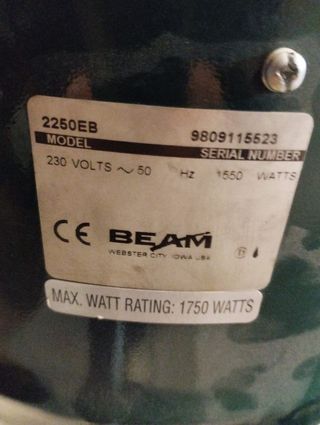 2250EB 9809115523
MODEL SERIAL NUMBER
230 VOLTS ~ 50 Hz 1550 WATTS
CE BEAM
WEBSTER CITY, IOWA USA
MAX. WATT RATING: 1750 WATTS